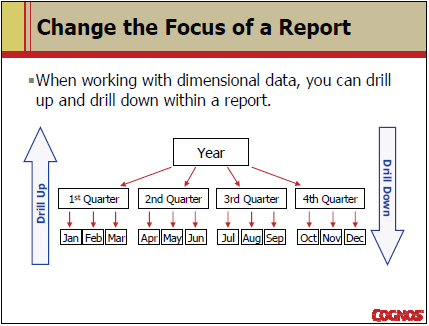 Change the Focus of a Report
▪When working with dimensional data, you can drill
up and drill down within a report.
Drill Up
Year
1st Quarter 2nd Quarter 3rd Quarter 4th Quarter
Jan Feb Mar Apr May Jun Jul Aug Sep Oct Nov Dec
Drill Down
COGNOS